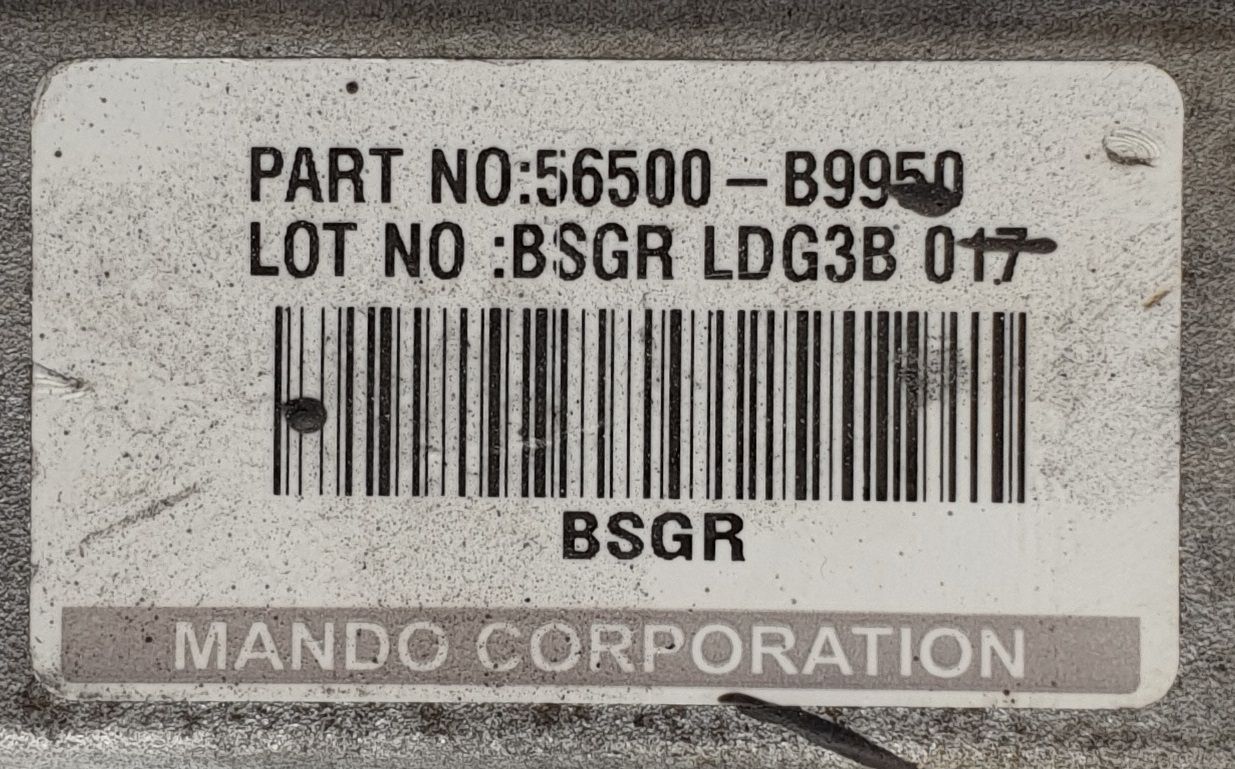 PART NO:56500-B9950
LOT NO :BSGR LDG3B 017
BSGR
MANDO CORPORATION